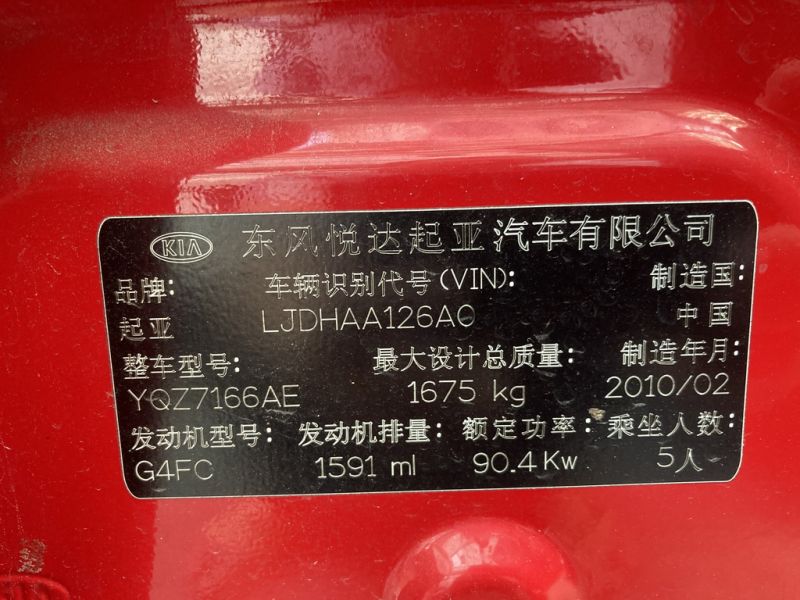 KIA 东风悦达起亚汽车有限公司
品牌: 车辆识别代号(VIN): 制造国:
起亚 LJDHAA126A0 中国
整车型号: 最大设计总质量: 制造年月:
YQZ7166AE 1675 kg 2010/02
发动机型号: 发动机排量: 额定功率: 乘坐人数:
G4FC 1591 ml 90.4Kw 5人